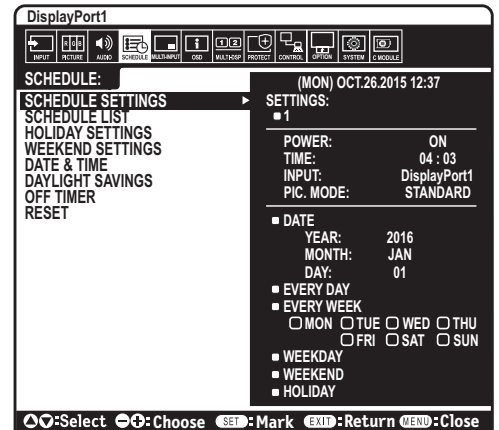 DisplayPort1
INPUT PICTURE AUDIO SCHEDULE MULTI-INPUT OSD MULTI-DSP PROTECT CONTROL OPTION SYSTEM C MODULE
SCHEDULE:
SCHEDULE SETTINGS
SCHEDULE LIST
HOLIDAY SETTINGS
WEEKEND SETTINGS
DATE & TIME
DAYLIGHT SAVINGS
OFF TIMER
RESET
(MON) OCT.26.2015 12:37
SETTINGS:
1
POWER: ON
TIME: 04 : 03
INPUT: DisplayPort1
PIC. MODE: STANDARD
DATE
YEAR: 2016
MONTH: JAN
DAY: 01
EVERY DAY
EVERY WEEK
MON TUE WED THU
FRI SAT SUN
WEEKDAY
WEEKEND
HOLIDAY
:Select :Choose SET:Mark EXIT:Return MENU:Close